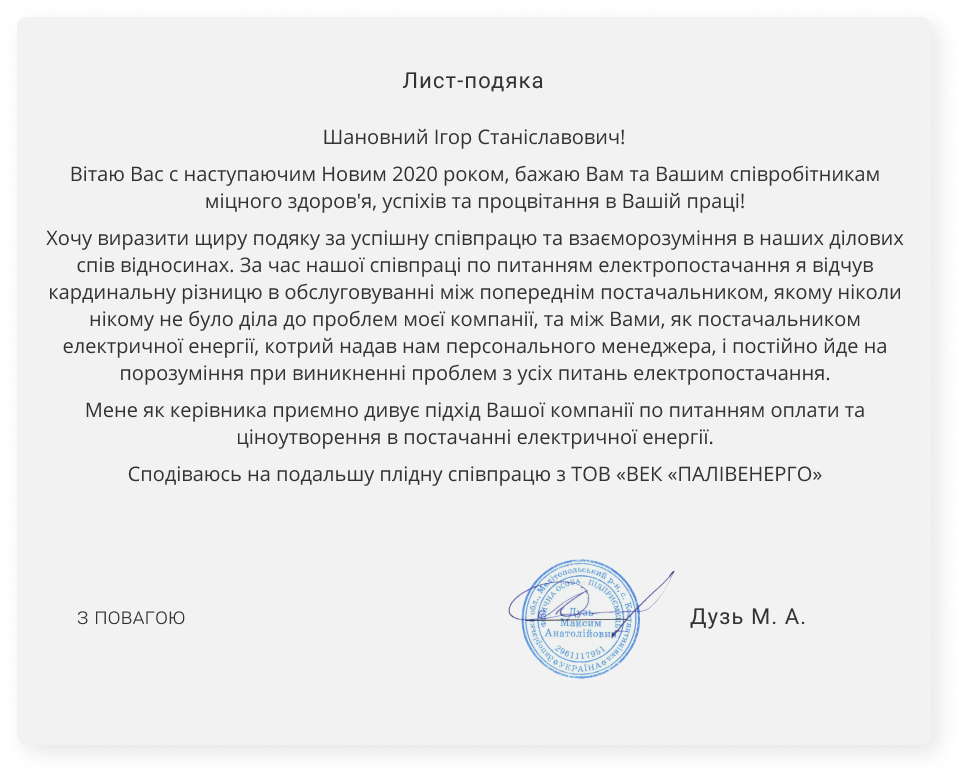 Лист-подяка
Шановний Ігор Станіславович!
Вітаю Вас с наступаючим Новим 2020 роком, бажаю Вам та Вашим співробітникам
міцного здоров'я, успіхів та процвітання в Вашій праці!
Хочу виразити щиру подяку за успішну співпрацю та взаєморозуміння в наших ділових
спів відносинах. За час нашої співпраці по питанням електропостачання я відчув
кардинальну різницю в обслуговуванні між попереднім постачальником, якому ніколи
нікому не було діла до проблем моєї компанії, та між Вами, як постачальником
електричної енергії, котрий надав нам персонального менеджера, і постійно йде на
порозуміння при виникненні проблем з усіх питань електропостачання.
Мене як керівника приємно дивує підхід Вашої компанії по питанням оплати та
ціноутворення в постачанні електричної енергії.
Сподіваюсь на подальшу плідну співпрацю з ТОВ «ВЕК «ПАЛІВЕНЕРГО»
З ПОВАГОЮ
Запорізька обл., Мелітопольський р-н, с.
ФІЗИЧНА ОСОБА - ПІДПРИЄМЕЦЬ
Дузь
Максим
Анатолійович
2961117951
УКРАЇНА
Дузь М. А.